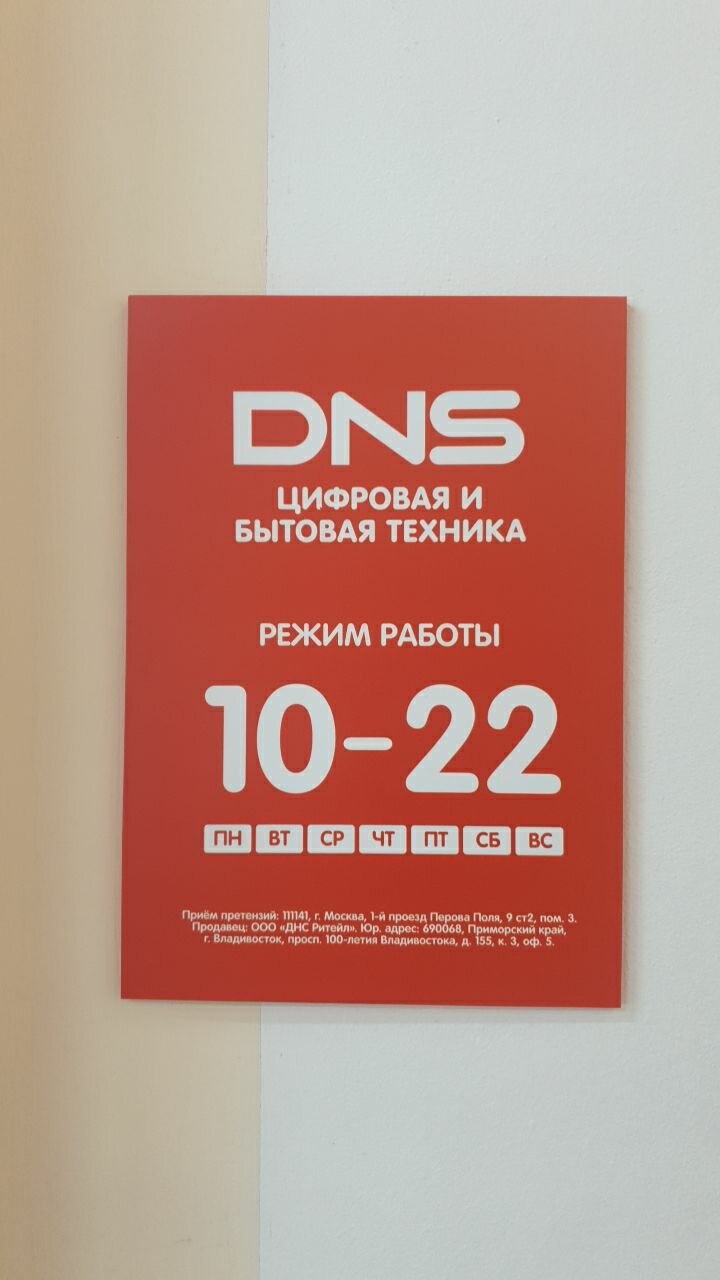 DNS
ЦИФРОВАЯ И
БЫТОВАЯ ТЕХНИКА
РЕЖИМ РАБОТЫ
10-22
ПН ВТ СР ЧТ ПТ СБ ВС
Приём претензий: 111141, г. Москва, 1-й проезд Перова Поля, 9 ст2, пом. 3.
Продавец: ООО «ДНС Ритейл». Юр. адрес: 690068, Приморский край,
г. Владивосток, просп. 100-летия Владивостока, д. 155, к. 3, оф. 5.